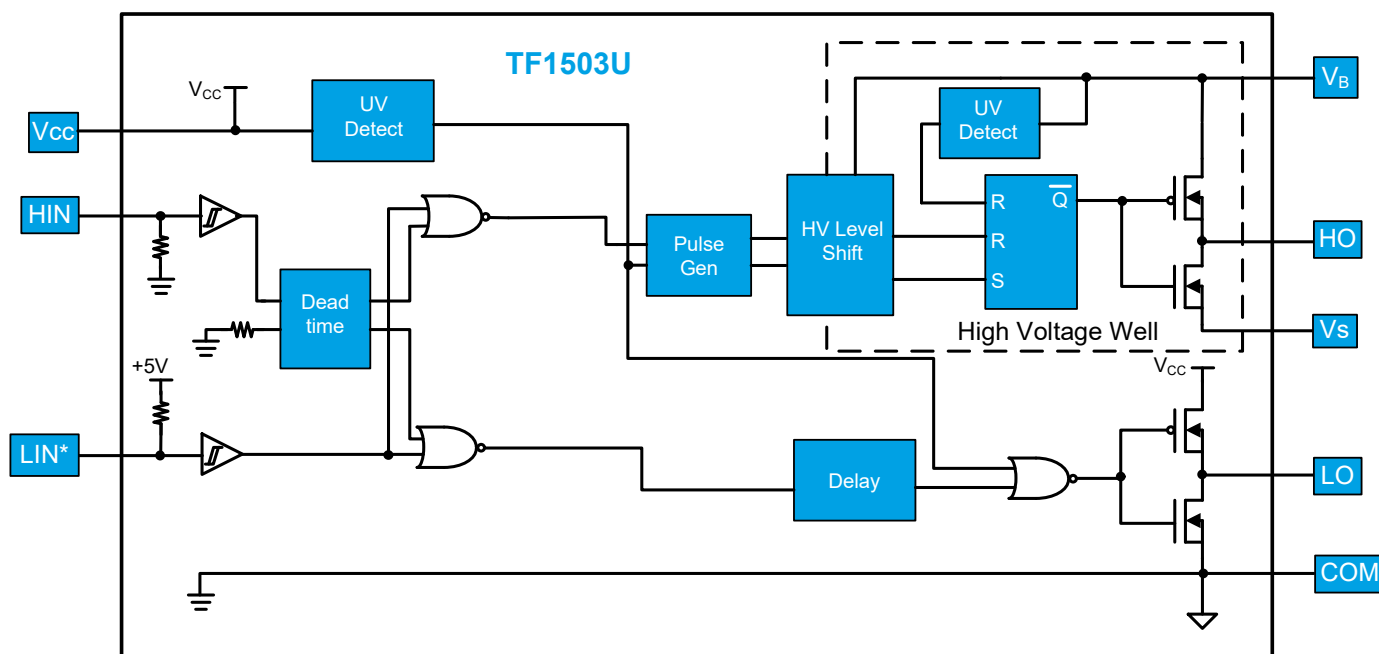 TF1503U
VCC
UV
Detect
VB
Vcc
UV
Detect
HIN
R
Q
Pulse
Gen
HV Level
Shift
R
HO
S
Dead
time
High Voltage Well
Vs
+5V
VCC
LIN*
Delay
LO
COM